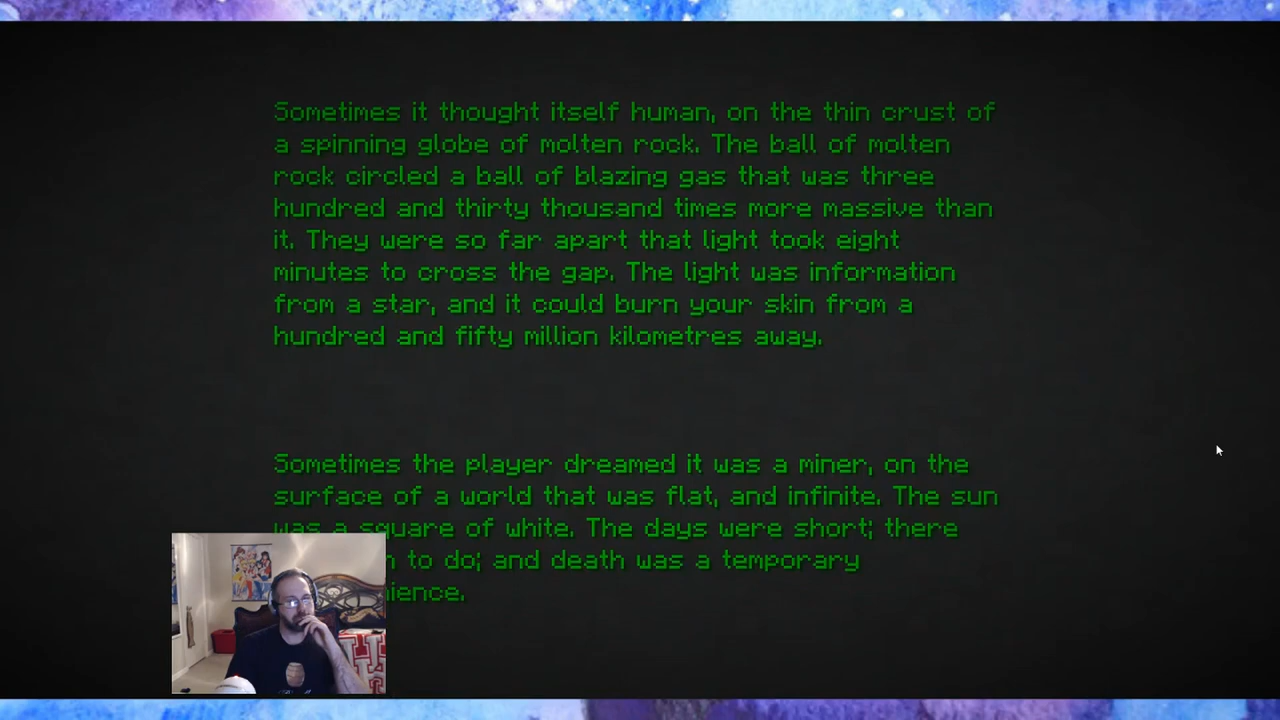 Sometimes it thought itself human, on the thin crust of
a spinning globe of molten rock. The ball of molten
rock circled a ball of blazing gas that was three
hundred and thirty thousand times more massive than
it. They were so far apart that light took eight
minutes to cross the gap. The light was information
from a star, and it could burn your skin from a
hundred and fifty million kilometres away.
Sometimes the player dreamed it was a miner, on the
surface of a world that was flat, and infinite. The sun
was a square of white. The days were short; there
to do; and death was a temporary